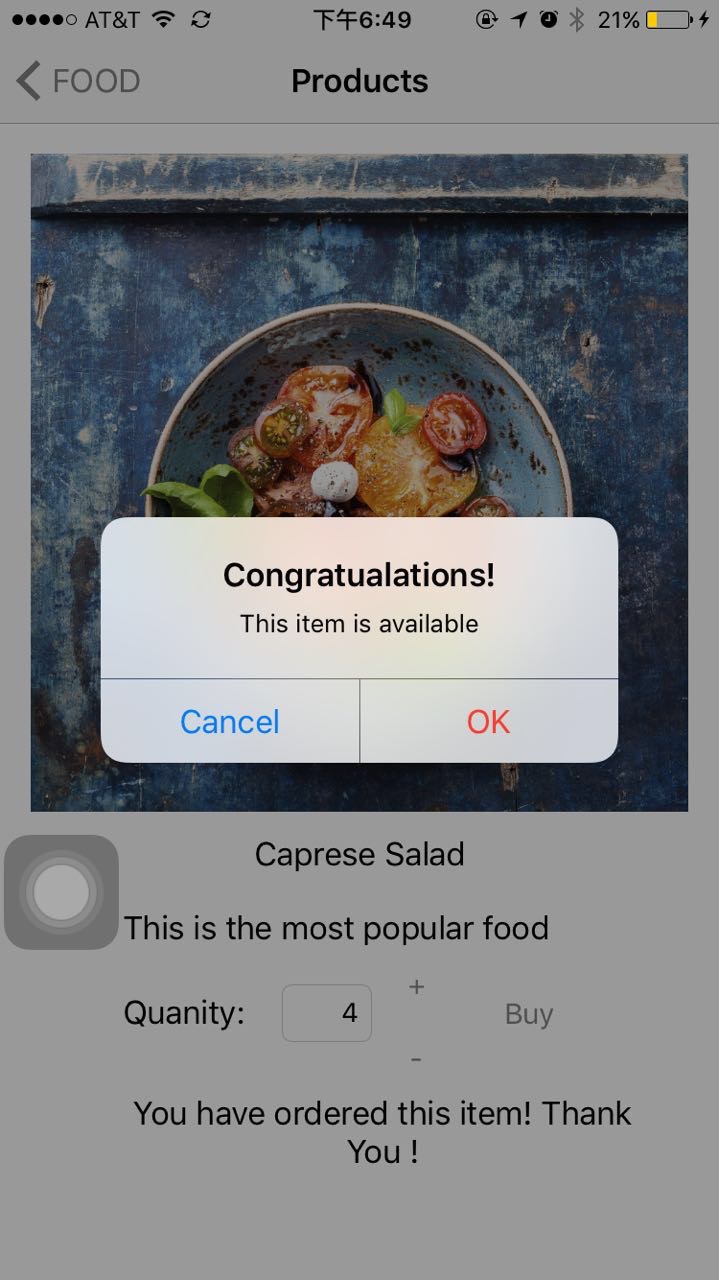 AT&T 下午6:49 21%
FOOD Products
Congratualations!
This item is available
Cancel OK
Caprese Salad
This is the most popular food
+
Quanity: 4 Buy
-
You have ordered this item! Thank
You !